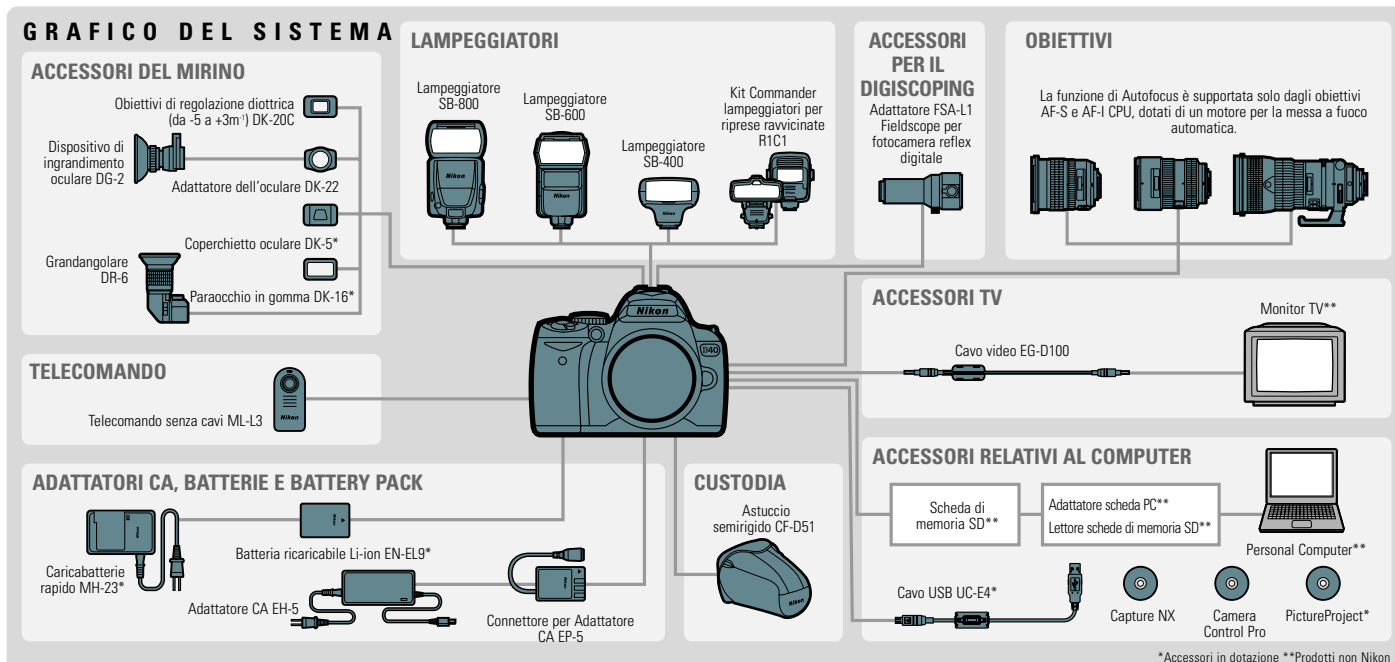 GRAFICO DEL SISTEMA
ACCESSORI DEL MIRINO
Obiettivi di regolazione diottrica
(da -5 a +3m⁻¹) DK-20C
Dispositivo di
ingrandimento
oculare DG-2
Adattatore dell'oculare DK-22
Coperchietto oculare DK-5*
Grandangolare
DR-6
Paraocchio in gomma DK-16*
LAMPEGGIATORI
Lampeggiatore
SB-800
Lampeggiatore
SB-600
Lampeggiatore
SB-400
Kit Commander
lampeggiatori per
riprese ravvicinate
R1C1
Nikon
Nikon
Nikon
ACCESSORI
PER IL
DIGISCOPING
Adattatore FSA-L1
Fieldscope per
fotocamera reflex
digitale
OBIETTIVI
La funzione di Autofocus è supportata solo dagli obiettivi
AF-S e AF-I CPU, dotati di un motore per la messa a fuoco
automatica.
Nikon
D40
TELECOMANDO
Telecomando senza cavi ML-L3
Nikon
ACCESSORI TV
Monitor TV**
Cavo video EG-D100
ADATTATORI CA, BATTERIE E BATTERY PACK
Batteria ricaricabile Li-ion EN-EL9*
Caricabatterie
rapido MH-23*
Adattatore CA EH-5
Connettore per Adattatore
CA EP-5
CUSTODIA
Astuccio
semirigido CF-D51
Nikon
ACCESSORI RELATIVI AL COMPUTER
Scheda di
memoria SD**
Adattatore scheda PC**
Lettore schede di memoria SD**
Personal Computer**
Cavo USB UC-E4*
Capture NX
Camera
Control Pro
PictureProject*
*Accessori in dotazione **Prodotti non Nikon